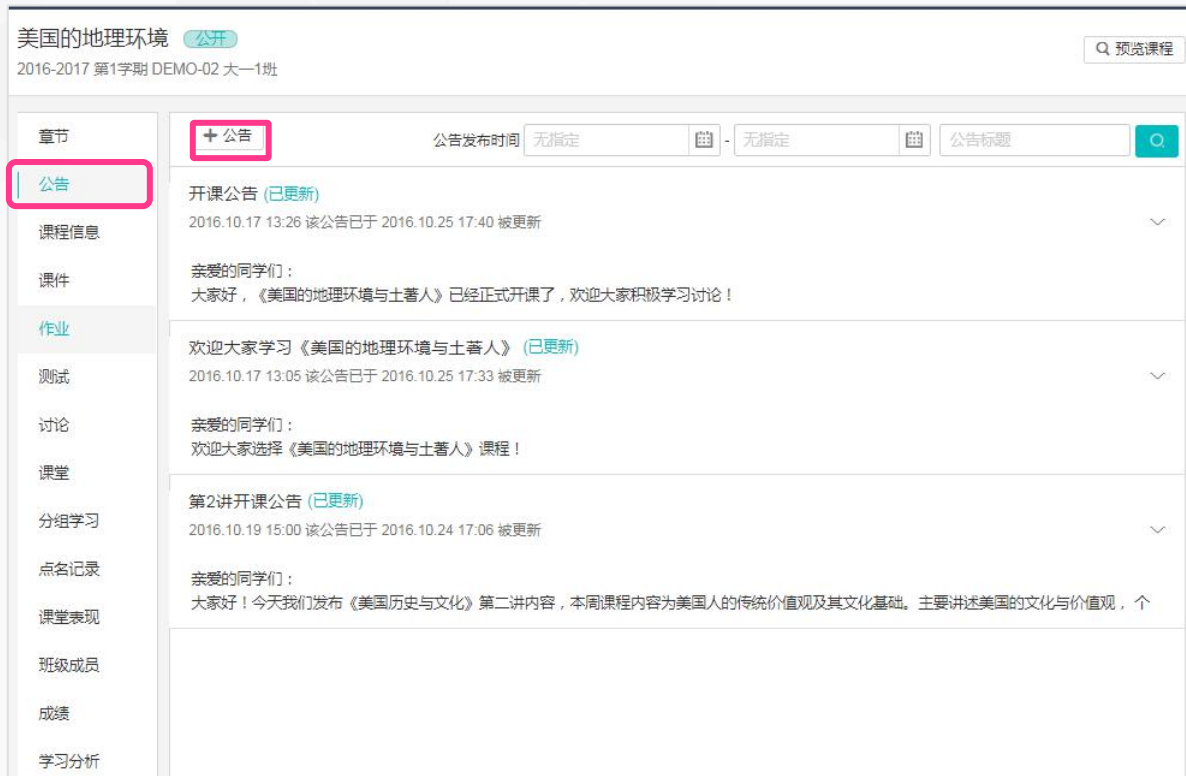 美国的地理环境 公开
2016-2017 第1学期 DEMO-02 大一1班
预览课程
章节
公告
课程信息
课件
作业
测试
讨论
课堂
分组学习
点名记录
课堂表现
班级成员
成绩
学习分析
+ 公告 公告发布时间 无指定 - 无指定 公告标题
开课公告 (已更新)
2016.10.17 13:26 该公告已于 2016.10.25 17:40 被更新
亲爱的同学们：
大家好，《美国的地理环境与土著人》已经正式开课了，欢迎大家积极学习讨论！
欢迎大家学习《美国的地理环境与土著人》 (已更新)
2016.10.17 13:05 该公告已于 2016.10.25 17:33 被更新
亲爱的同学们：
欢迎大家选择《美国的地理环境与土著人》课程！
第2讲开课公告 (已更新)
2016.10.19 15:00 该公告已于 2016.10.24 17:06 被更新
亲爱的同学们：
大家好！今天我们发布《美国历史与文化》第二讲内容，本周课程内容为美国人的传统价值观及其文化基础。主要讲述美国的文化与价值观，个